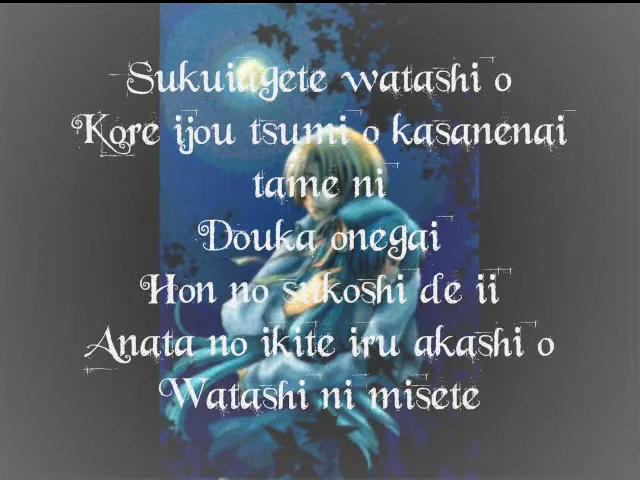 Sukuiagete watashi o
Kore ijou tsumi o kasanenai
tame ni
Douka onegai
Hon no sukoshi de ii
Anata no ikite iru akashi o
Watashi ni misete